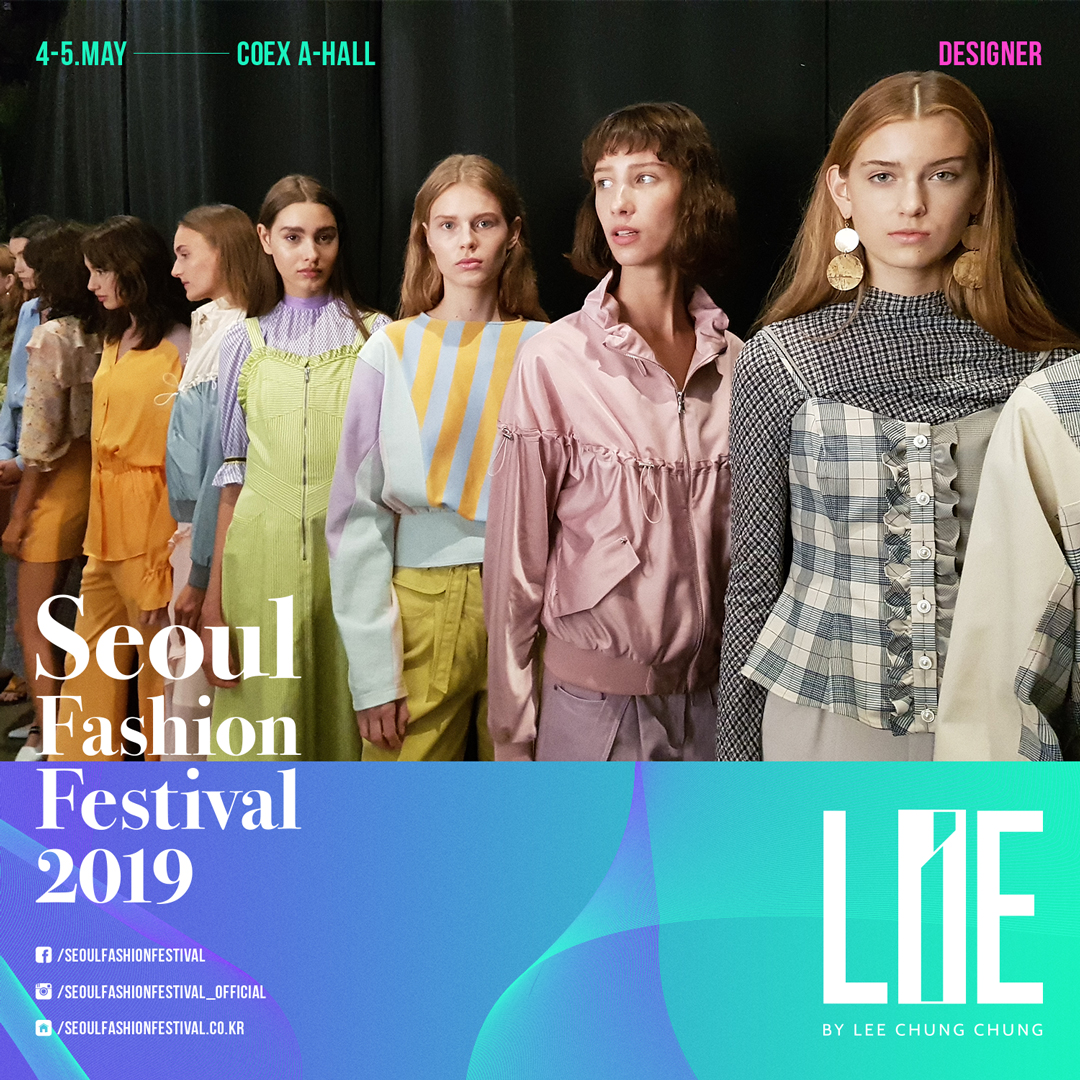 4-5.MAY COEX A-HALL
DESIGNER
Seoul
Fashion
Festival
2019
/SEOULFASHIONFESTIVAL
/SEOULFASHIONFESTIVAL_OFFICIAL
/SEOULFASHIONFESTIVAL.CO.KR
LIE
BY LEE CHUNG CHUNG